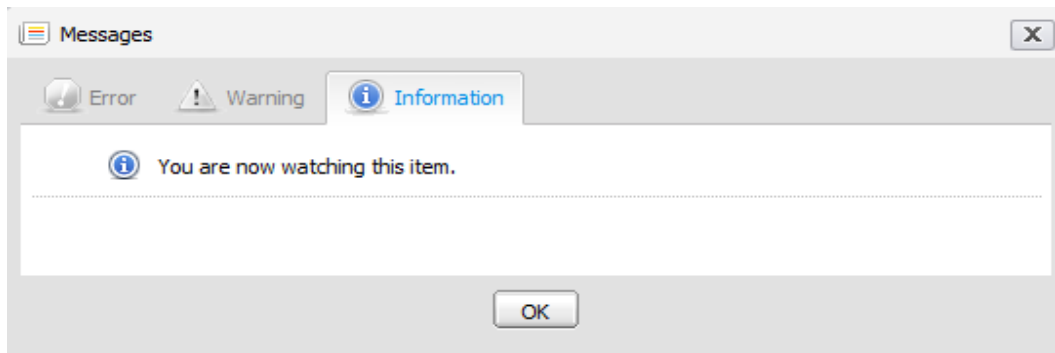 Messages
X
Error Warning Information
You are now watching this item.
OK